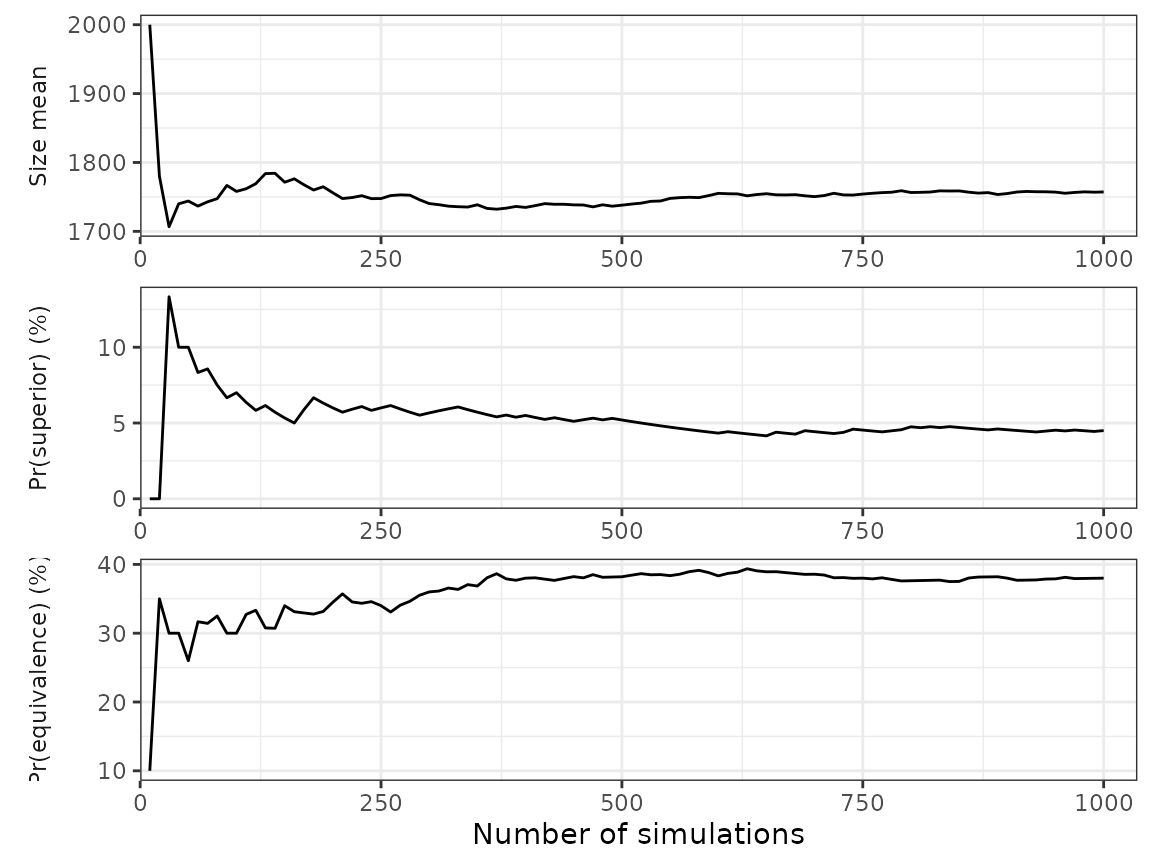 Size mean
2000
1900
1800
1700
0 250 500 750 1000
Pr(superior) (%)
10
5
0
0 250 500 750 1000
Pr(equivalence) (%)
40
30
20
10
0 250 500 750 1000
Number of simulations